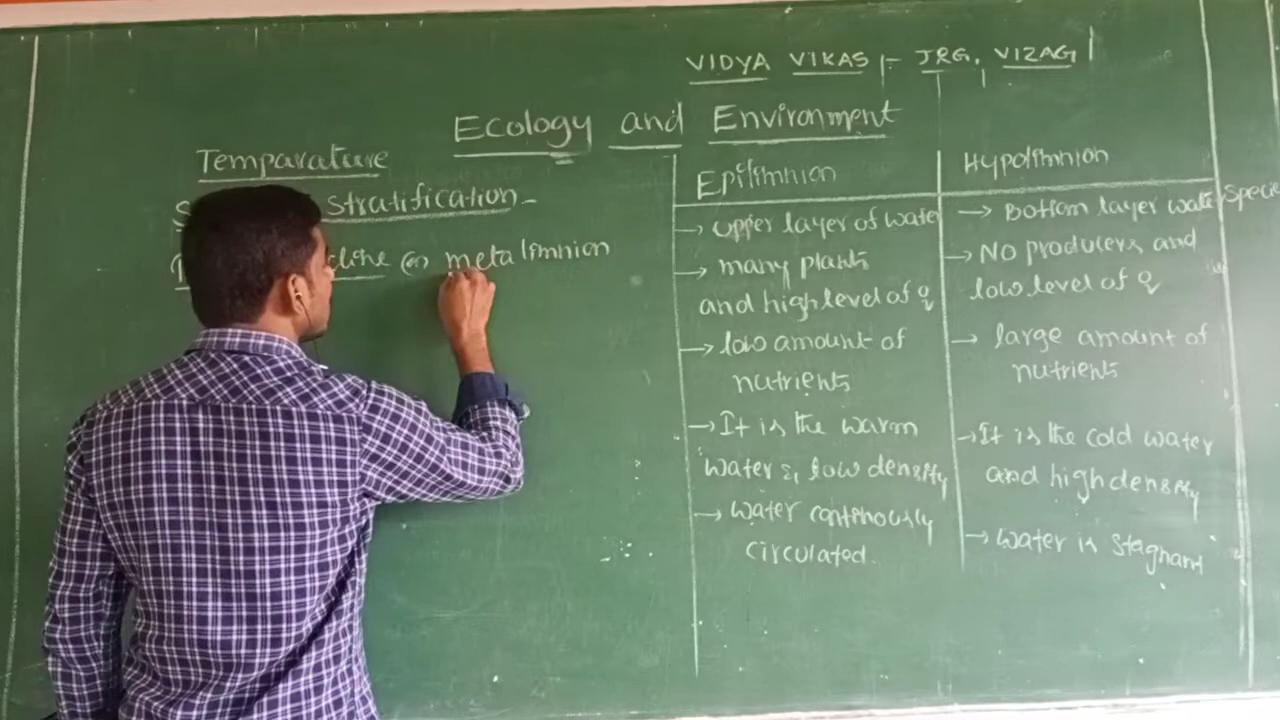 VIDYA VIKAS :- JRG, VIZAG
Ecology and Environment
Temparature
stratification
cline (or) metalimnion
Epilimnion
→ upper layer of water
→ many plants
and high level of O₂
→ low amount of
nutrients
→ It is the warm
water & low density
→ water continously
circulated.
Hypolimnion
→ Bottom layer water species
→ No producers and
low level of O₂
→ large amount of
nutrients
→ It is the cold water
and high density
→ water is stagnant